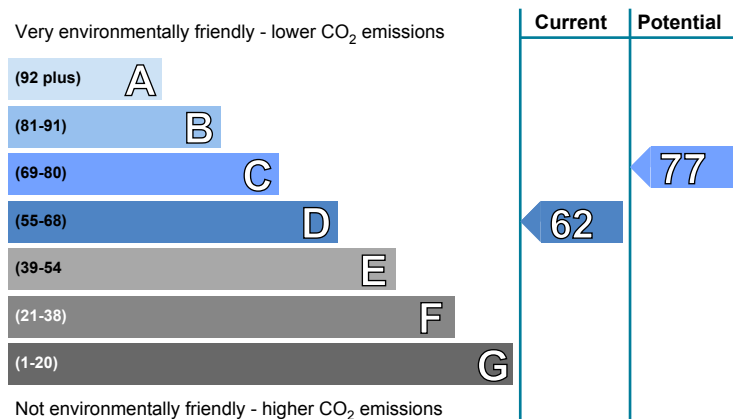 Very environmentally friendly - lower CO2 emissions
Current
Potential
(92 plus) A
(81-91) B
(69-80) C
77
(55-68) D
62
(39-54 E
(21-38) F
(1-20) G
Not environmentally friendly - higher CO2 emissions